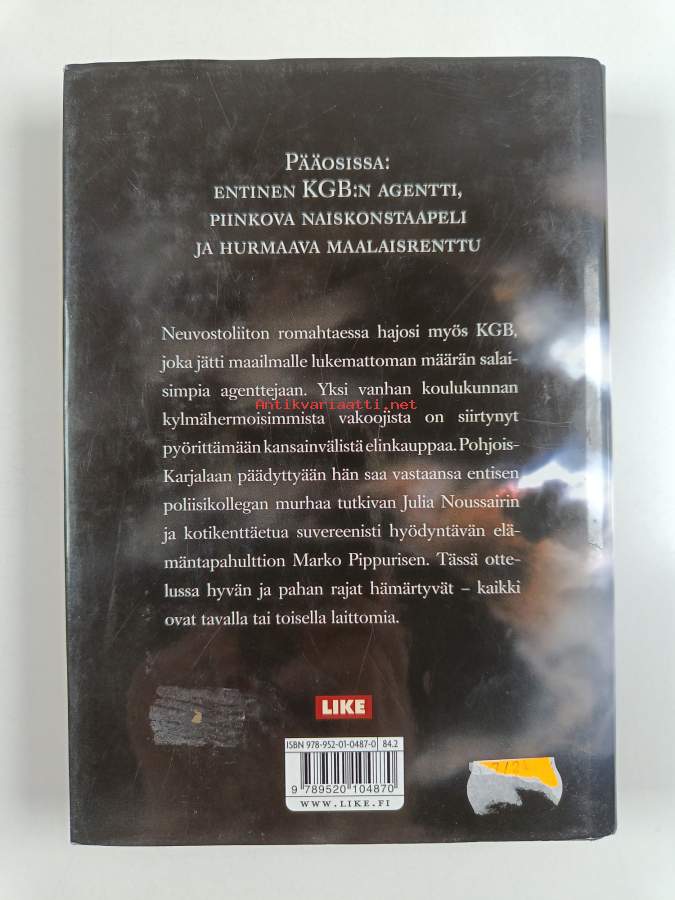 Pääosissa:
entinen KGB:n agentti,
piinkova naiskonstaapeli
ja hurmaava maalaisrenttu
Neuvostoliiton romahtaessa hajosi myös KGB,
joka jätti maailmalle lukemattoman määrän salai-
simpia agenttejaan. Yksi vanhan koulukunnan
Antikvariaatti.net
kylmähermoisimmista vakoojista on siirtynyt
pyörittämään kansainvälistä elinkauppaa. Pohjois-
Karjalaan päädyttyään hän saa vastaansa entisen
poliisikollegan murhaa tutkivan Julia Noussairin
ja kotikenttäetua suvereenisti hyödyntävän elä-
mäntapahulttion Marko Pippurisen. Tässä otte-
lussa hyvän ja pahan rajat hämärtyvät – kaikki
ovat tavalla tai toisella laittomia.
LIKE
ISBN 978-952-01-0487-0 84.2
9 789520 104870
WWW.LIKE.FI